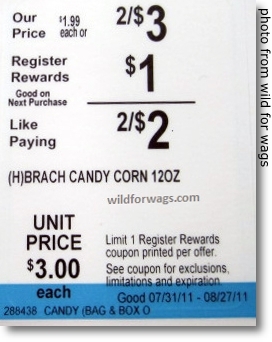 Our Price $1.99 each or 2/$3
Register Rewards $1
Good on
Next Purchase
Like Paying 2/$2
(H)BRACH CANDY CORN 12OZ
wildforwags.com
UNIT
PRICE
$3.00
each
Limit 1 Register Rewards
coupon printed per offer.
See coupon for exclusions,
limitations and expiration.
Good 07/31/11 - 08/27/11
288438 CANDY (BAG & BOX O
photo from wild for wags